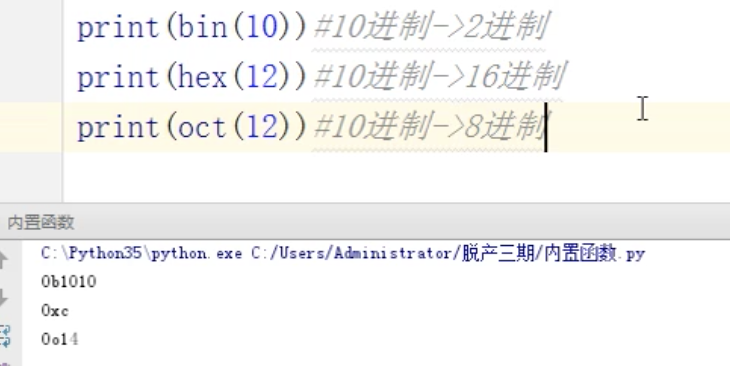 print(bin(10))#10进制->2进制
print(hex(12))#10进制->16进制
print(oct(12))#10进制->8进制
内置函数
C:\Python35\python.exe C:/Users/Administrator/脱产三期/内置函数.py
0b1010
0xc
0o14